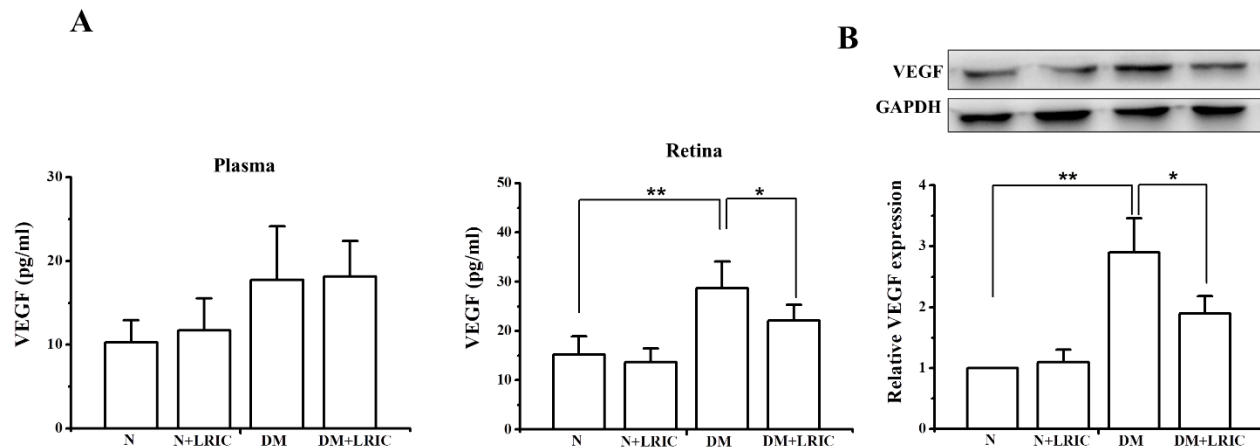 A
Plasma
VEGF (pg/ml)
30
20
10
0
N N+LRIC DM DM+LRIC
Retina
VEGF (pg/ml)
50
40
30
20
10
0
** *
N N+LRIC DM DM+LRIC
B
VEGF
GAPDH
Relative VEGF expression
4
3
2
1
0
** *
N N+LRIC DM DM+LRIC